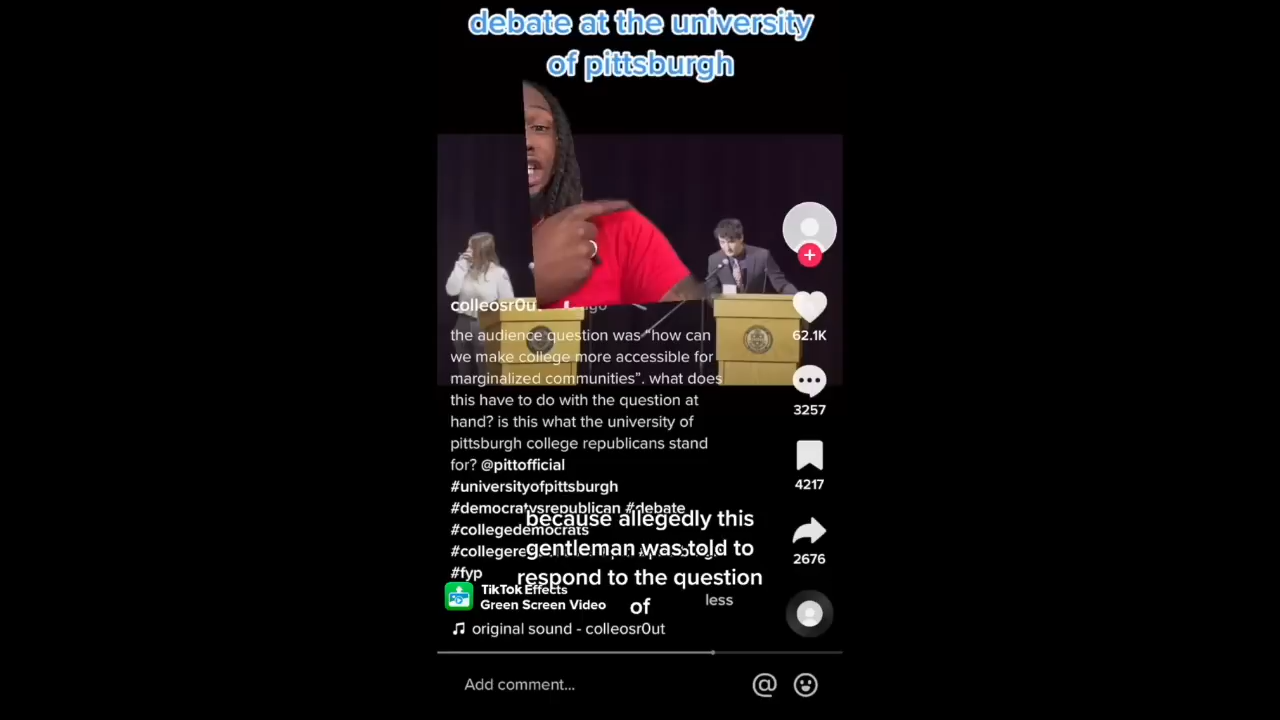 debate at the university
of pittsburgh
62.1K
the audience question was “how can
we make college more accessible for
marginalized communities”. what does
this have to do with the question at
hand? is this what the university of
pittsburgh college republicans stand
for? @pittofficial
#universityofpittsburgh
#democratvsrepublican #debate
#collegedemocrats
#fyp
3257
4217
2676
because allegedly this
gentleman was told to
respond to the question
of
TikTok Effects
Green Screen Video
less
original sound - colleosr0ut
Add comment...